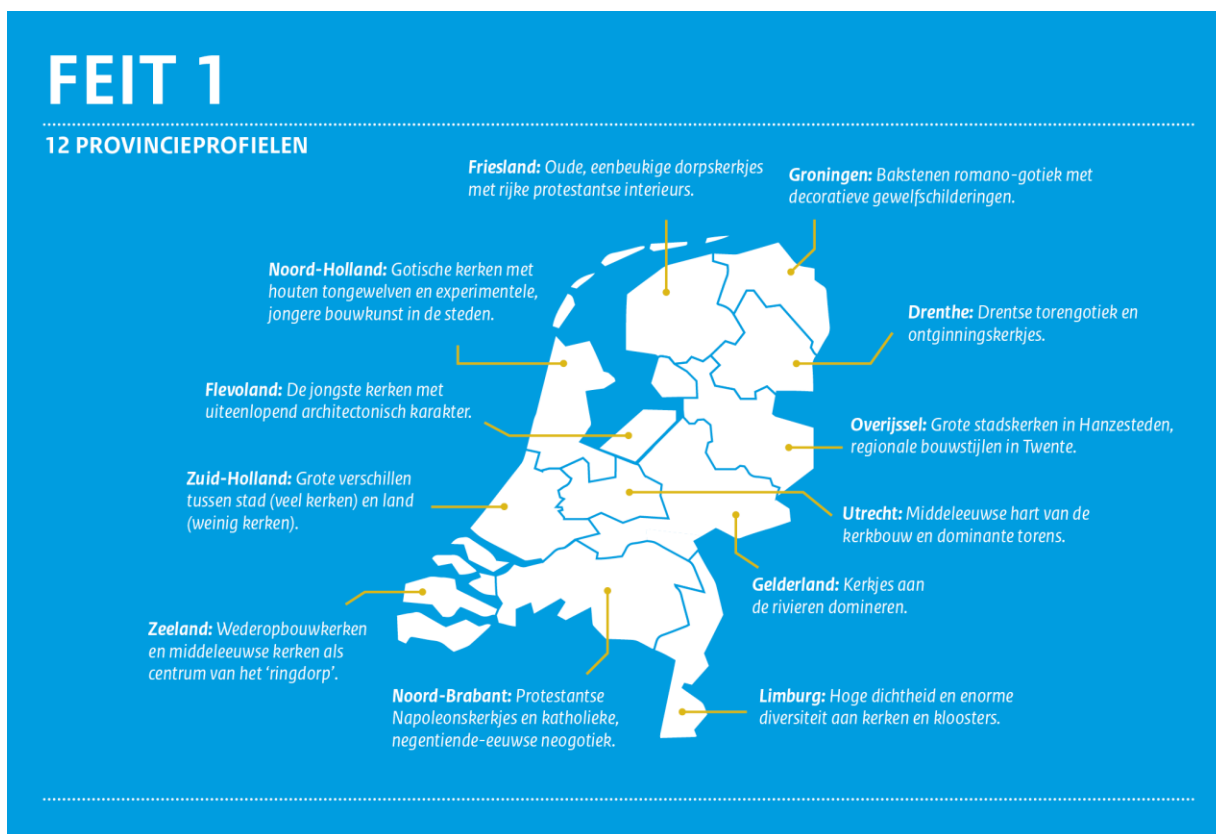 FEIT 1
12 PROVINCIEPROFIELEN
Friesland: Oude, eenbeukige dorpskerkjes
met rijke protestantse interieurs.
Groningen: Bakstenen romano-gotiek met
decoratieve gewelfschilderingen.
Noord-Holland: Gotische kerken met
houten tongewelven en experimentele,
jongere bouwkunst in de steden.
Drenthe: Drentse torengotiek en
ontginningskerkjes.
Flevoland: De jongste kerken met
uiteenlopend architectonisch karakter.
Overijssel: Grote stadskerken in Hanzesteden,
regionale bouwstijlen in Twente.
Zuid-Holland: Grote verschillen
tussen stad (veel kerken) en land
(weinig kerken).
Utrecht: Middeleeuwse hart van de
kerkbouw en dominante torens.
Gelderland: Kerkjes aan
de rivieren domineren.
Zeeland: Wederopbouwkerken
en middeleeuwse kerken als
centrum van het ‘ringdorp’.
Noord-Brabant: Protestantse
Napoleonskerkjes en katholieke,
negentiende-eeuwse neogotiek.
Limburg: Hoge dichtheid en enorme
diversiteit aan kerken en kloosters.